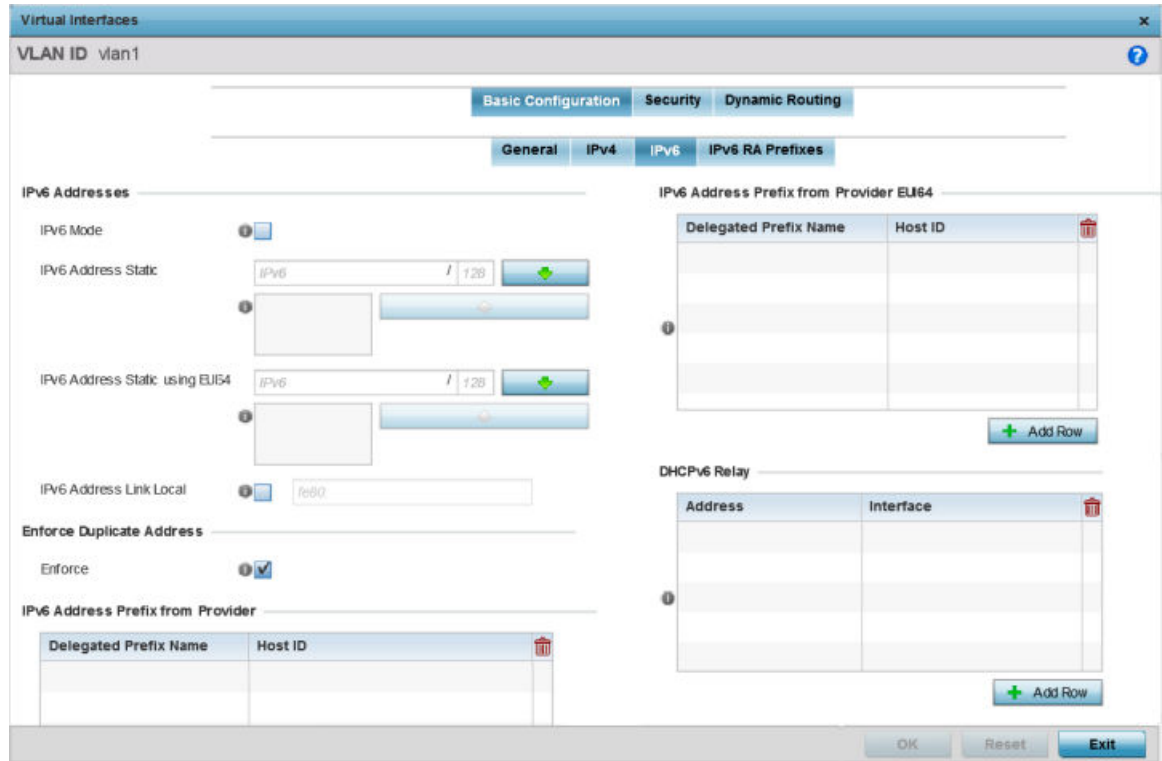 Virtual Interfaces
VLAN ID vlan1
Basic Configuration Security Dynamic Routing
General IPv4 IPv6 IPv6 RA Prefixes
IPv6 Addresses
IPv6 Mode
IPv6 Address Static
IPv6 / 128
IPv6 Address Static using EUI64
IPv6 / 128
IPv6 Address Link Local
fe80:
Enforce Duplicate Address
Enforce
IPv6 Address Prefix from Provider
Delegated Prefix Name Host ID
IPv6 Address Prefix from Provider EUI64
Delegated Prefix Name Host ID
Add Row
DHCPv6 Relay
Address Interface
Add Row
OK Reset Exit